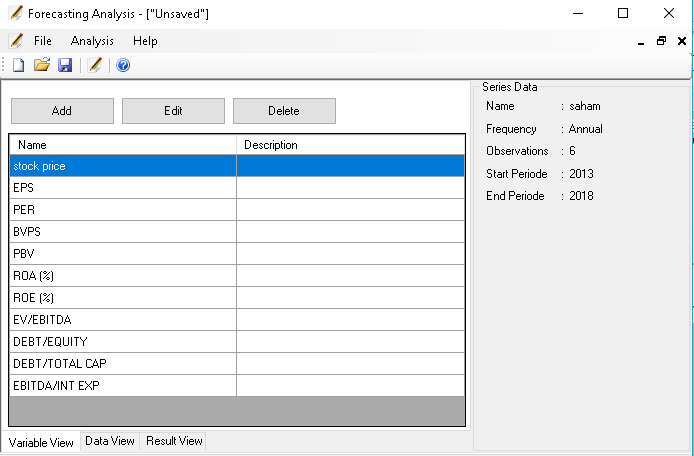 Forecasting Analysis - ["Unsaved"]
File Analysis Help
Add Edit Delete
Name Description
stock price
EPS
PER
BVPS
PBV
ROA (%)
ROE (%)
EV/EBITDA
DEBT/EQUITY
DEBT/TOTAL CAP
EBITDA/INT EXP
Variable View Data View Result View
Series Data
Name : saham
Frequency : Annual
Observations : 6
Start Periode : 2013
End Periode : 2018